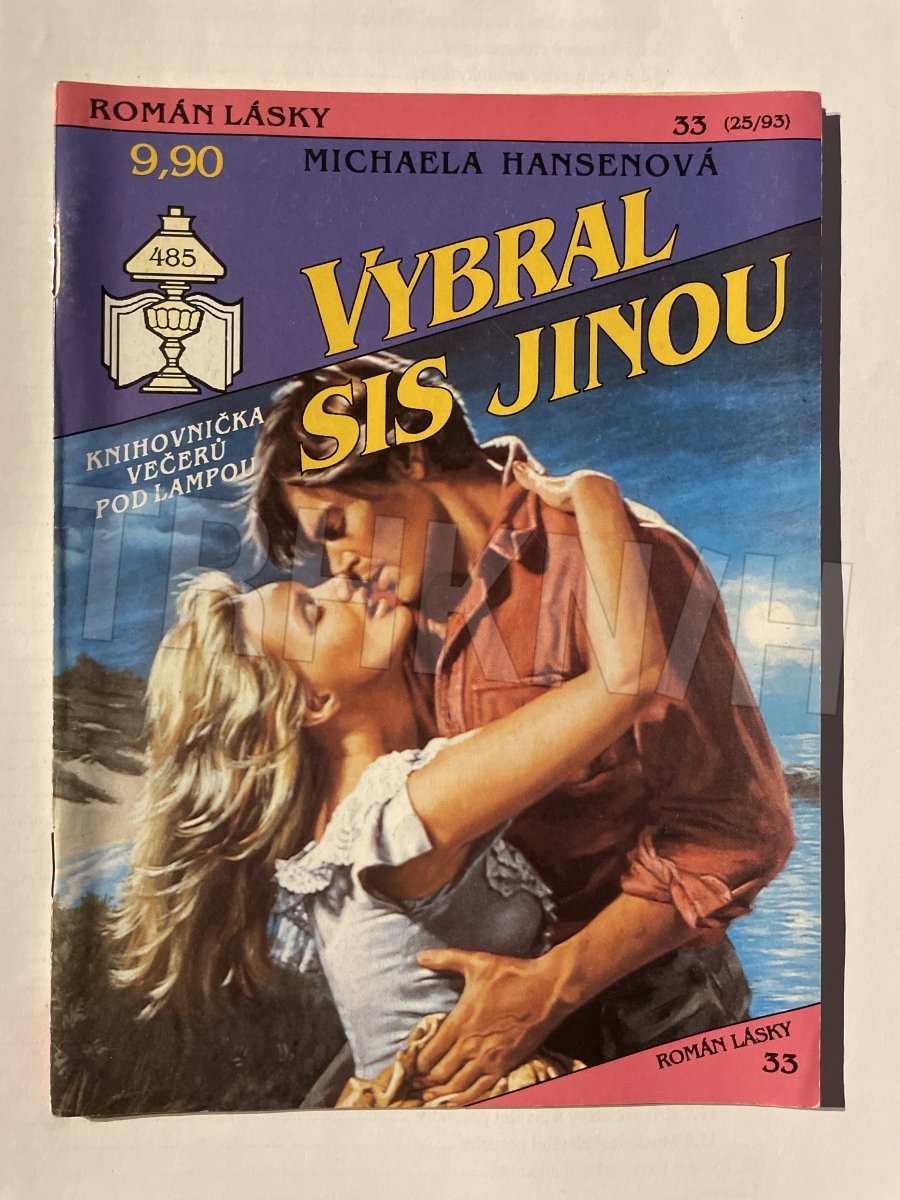 ROMÁN LÁSKY
33 (25/93)
9,90
MICHAELA HANSENOVÁ
485
VYBRAL
SIS JINOU
KNIHOVNIČKA
VEČERŮ
POD LAMPOU
TRHKNIH
ROMÁN LÁSKY
33